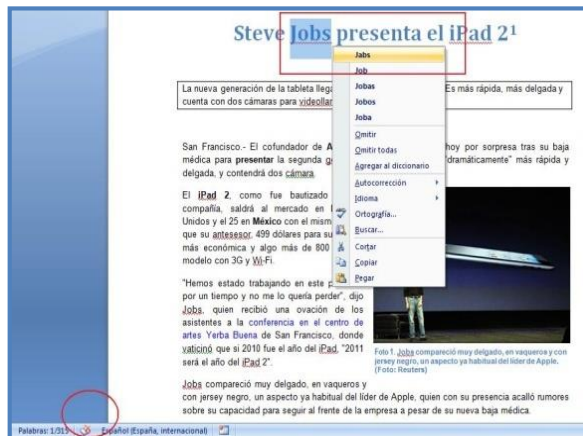 Steve Jobs presenta el iPad 2¹
Jabs
Job
Jobas
Jobos
Joba
Omitir
Omitir todas
Agregar al diccionario
Autocorrección
Idioma
Ortografía...
Buscar...
Cortar
Copiar
Pegar
La nueva generación de la tableta llega Es más rápida, más delgada y
cuenta con dos cámaras para
San Francisco.- El cofundador de hoy por sorpresa tras su baja
médica para presentar la segunda "dramáticamente" más rápida y
delgada, y contendrá dos cámara.
El iPad 2, como fue bautizado
compañía, saldrá al mercado en
Unidos y el 25 en México con el mism
que su antesesor, 499 dólares para su
más económica y algo más de 800
modelo con 3G y Wi-Fi.
"Hemos estado trabajando en este
por un tiempo y no me lo quería perder", dijo
Jobs, quien recibió una ovación de los
asistentes a la conferencia en el centro de
artes Yerba Buena de San Francisco, donde
vaticinó que si 2010 fue el año del iPad, "2011
será el año del iPad 2".
Foto 1. Jobs compareció muy delgado, en vaqueros y con
jersey negro, un aspecto ya habitual del líder de Apple.
(Foto: Reuters)
Jobs compareció muy delgado, en vaqueros y
con jersey negro, un aspecto ya habitual del líder de Apple, quien con su presencia acalló rumores
sobre su capacidad para seguir al frente de la empresa a pesar de su nueva baja médica.
Palabras: 1/315 Español (España, internacional)